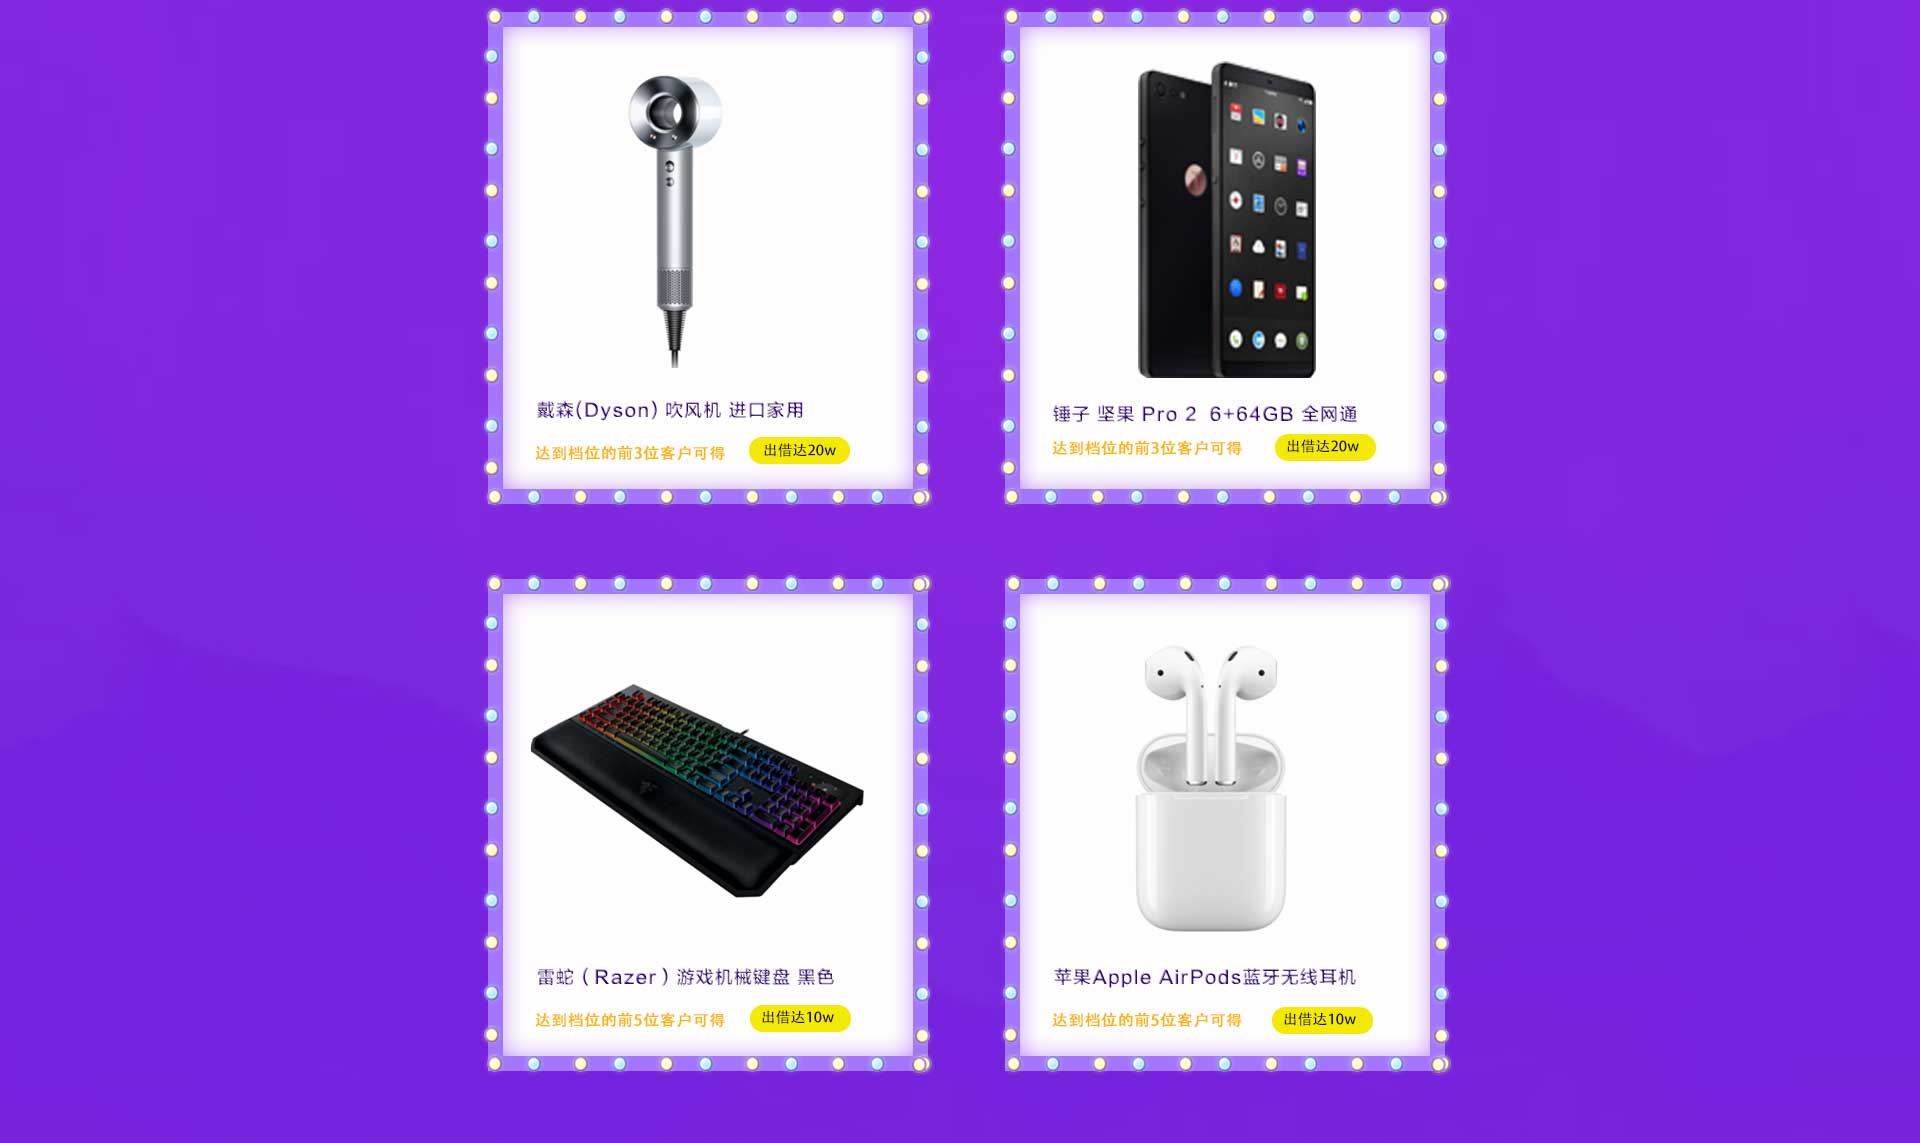 戴森(Dyson) 吹风机 进口家用
达到档位的前3位客户可得 出借达20w
锤子 坚果 Pro 2 6+64GB 全网通
达到档位的前3位客户可得 出借达20w
雷蛇（Razer）游戏机械键盘 黑色
达到档位的前5位客户可得 出借达10w
苹果Apple AirPods蓝牙无线耳机
达到档位的前5位客户可得 出借达10w